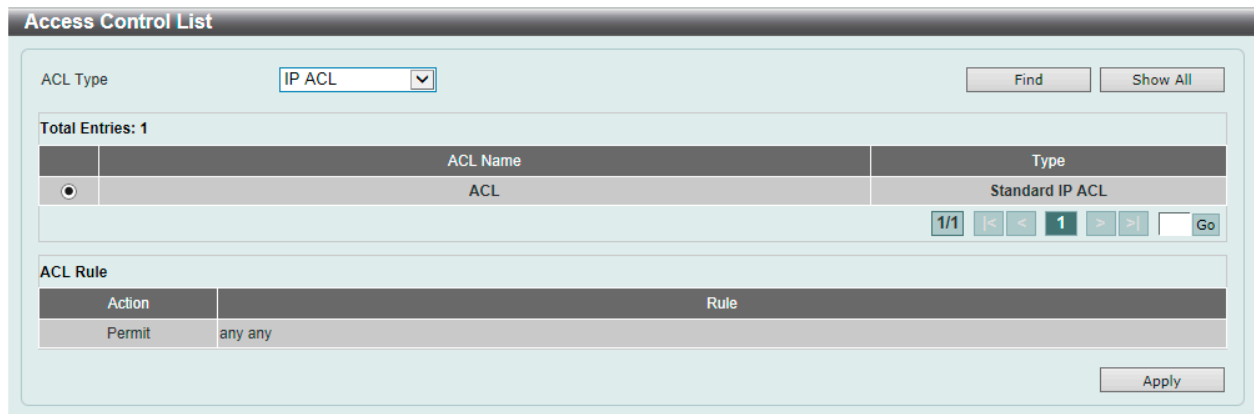 Access Control List
ACL Type IP ACL Find Show All
Total Entries: 1
ACL Name Type
ACL Standard IP ACL
1/1 |< < 1 > >| Go
ACL Rule
Action Rule
Permit any any
Apply